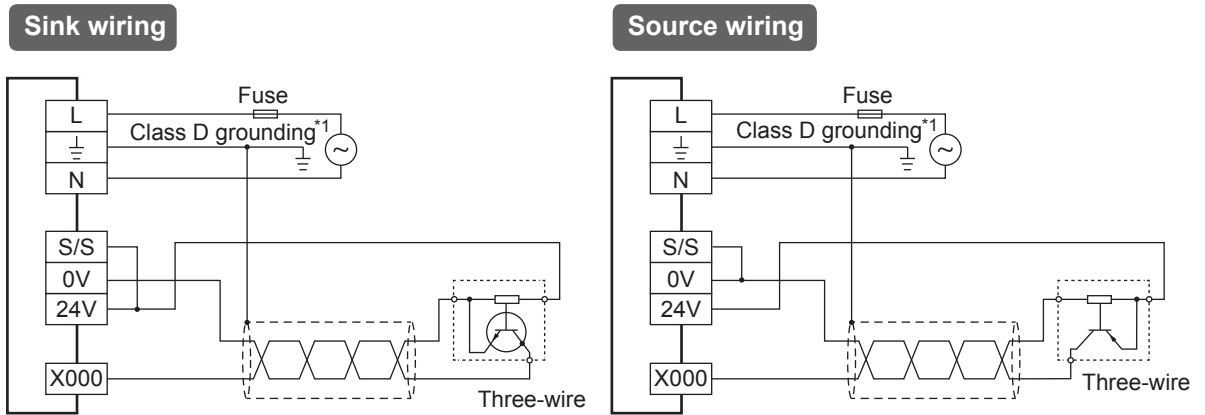 Sink wiring
L
N
Fuse
Class D grounding*1
~
S/S
0V
24V
X000
Three-wire
Source wiring
L
N
Fuse
Class D grounding*1
~
S/S
0V
24V
X000
Three-wire